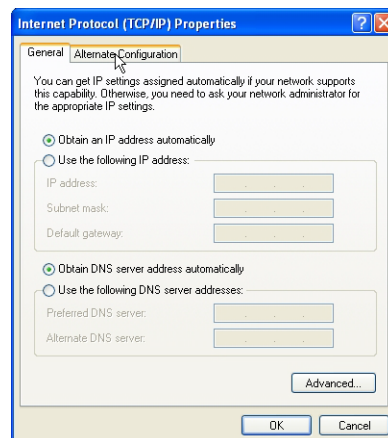 Internet Protocol (TCP/IP) Properties
General
Alternate Configuration
You can get IP settings assigned automatically if your network supports
this capability. Otherwise, you need to ask your network administrator for
the appropriate IP settings.
Obtain an IP address automatically
Use the following IP address:
IP address:
Subnet mask:
Default gateway:
Obtain DNS server address automatically
Use the following DNS server addresses:
Preferred DNS server:
Alternate DNS server:
Advanced...
OK
Cancel